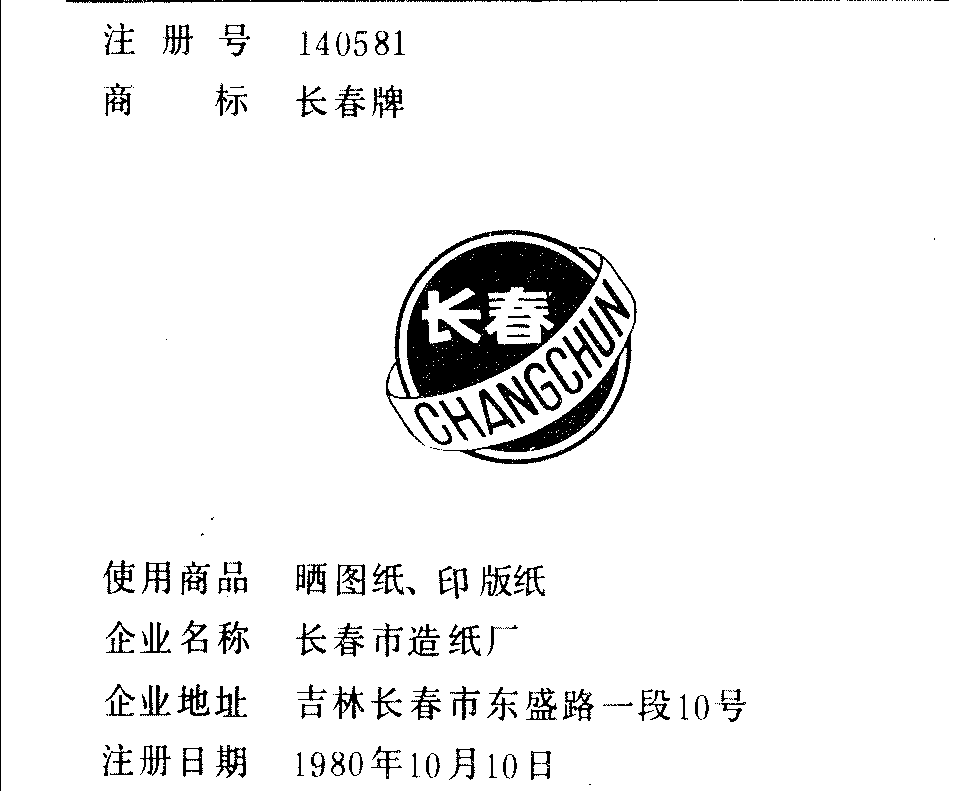 注册号 140581
商标 长春牌
长春
CHANGCHUN
使用商品 晒图纸、印版纸
企业名称 长春市造纸厂
企业地址 吉林长春市东盛路一段10号
注册日期 1980年10月10日